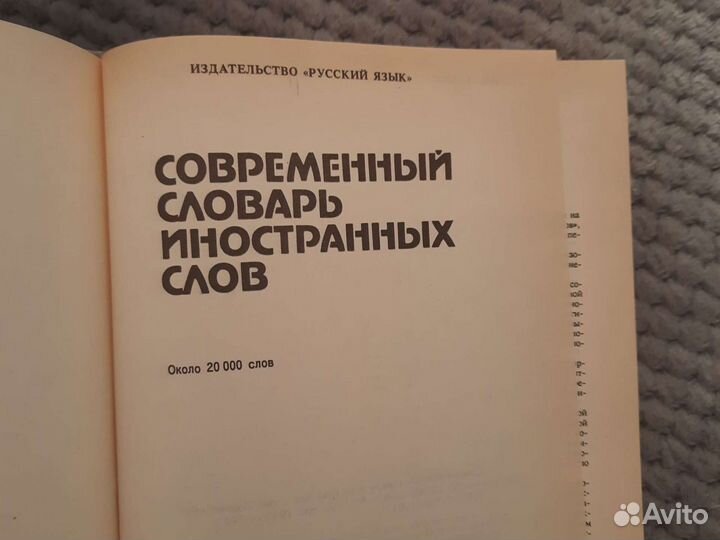 ИЗДАТЕЛЬСТВО «РУССКИЙ ЯЗЫК»
СОВРЕМЕННЫЙ
СЛОВАРЬ
ИНОСТРАННЫХ
СЛОВ
Около 20 000 слов
Avito